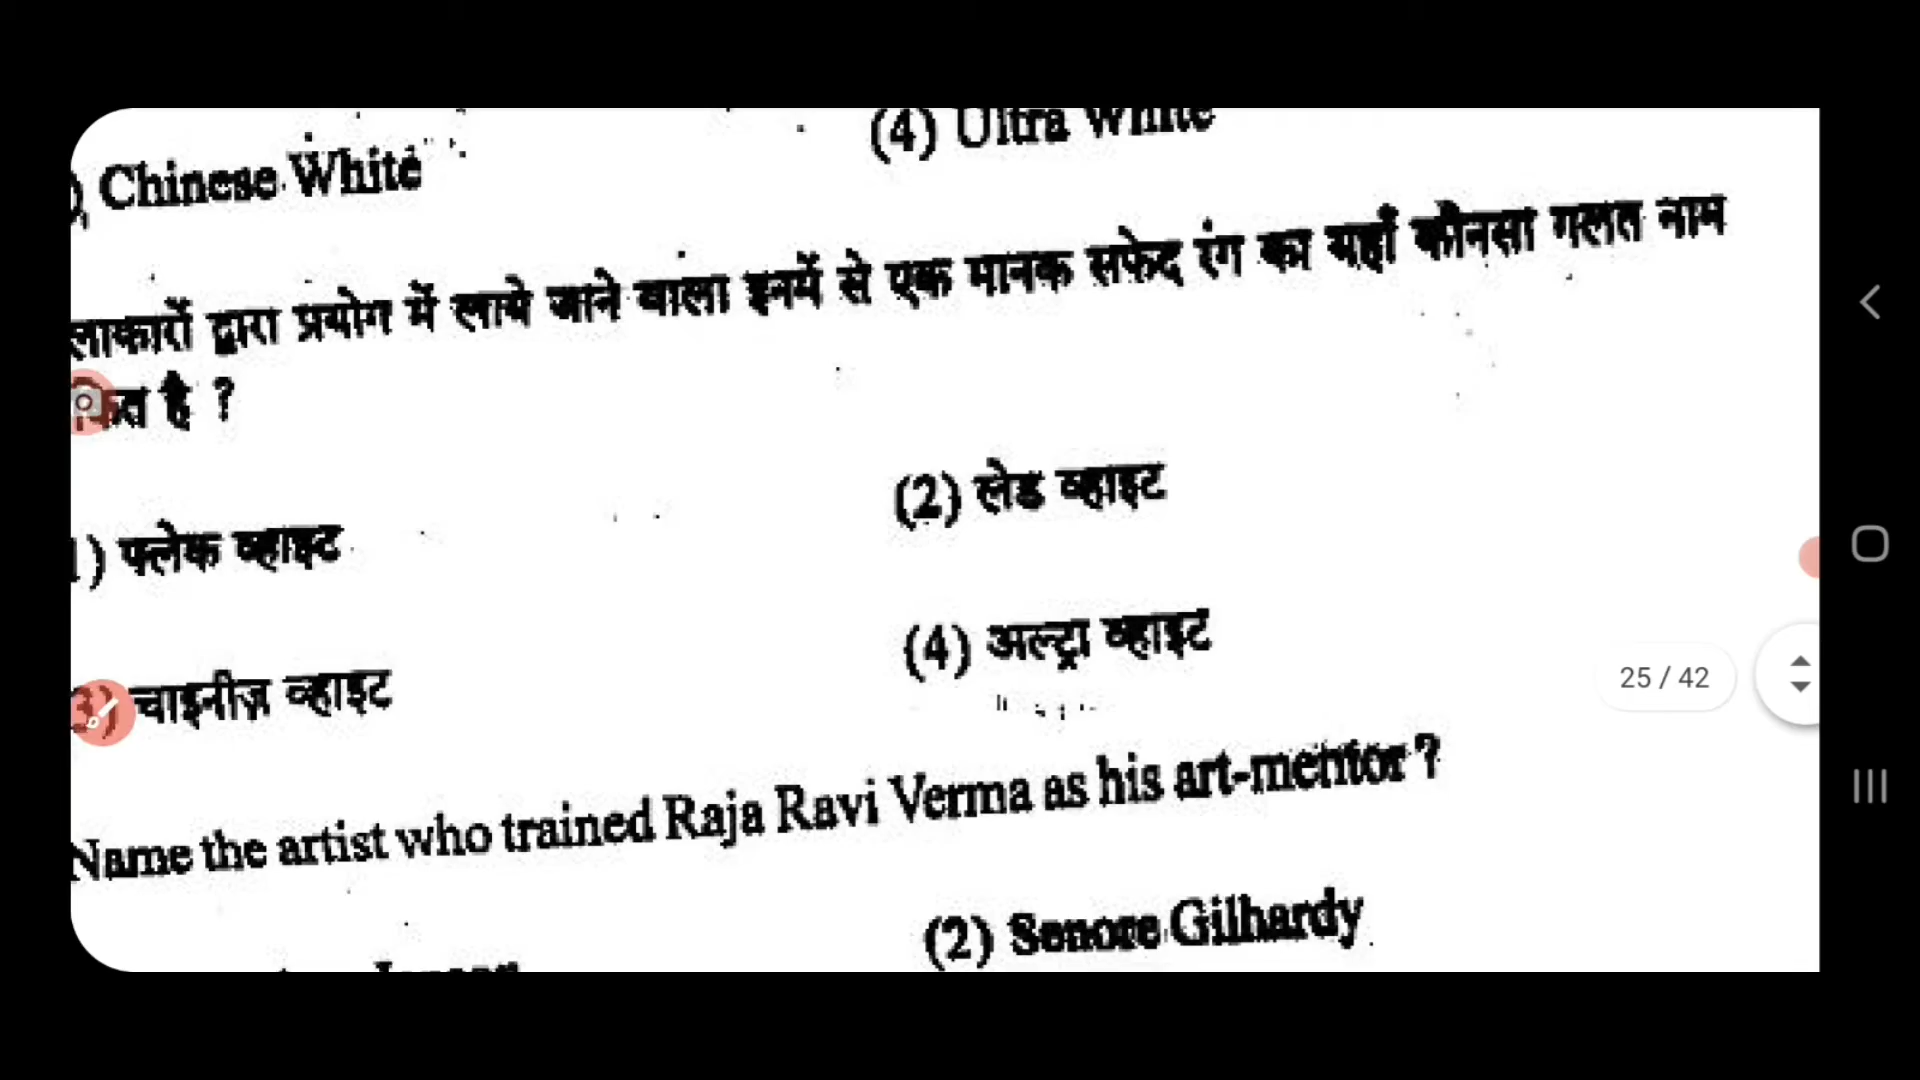 (4) Ultra White
) Chinese White
लाकारों द्वारा प्रयोग में लाये जाने वाला इनमें से एक मानक सफेद रंग का यहाँ कौनसा गलत नाम
कित है ?
(2) लेड व्हाइट
1) फ्लेक व्हाइट
(4) अल्ट्रा व्हाइट
3) चाइनीज़ व्हाइट
25 / 42
Name the artist who trained Raja Ravi Verma as his art-mentor ?
(2) Senore Gilhardy